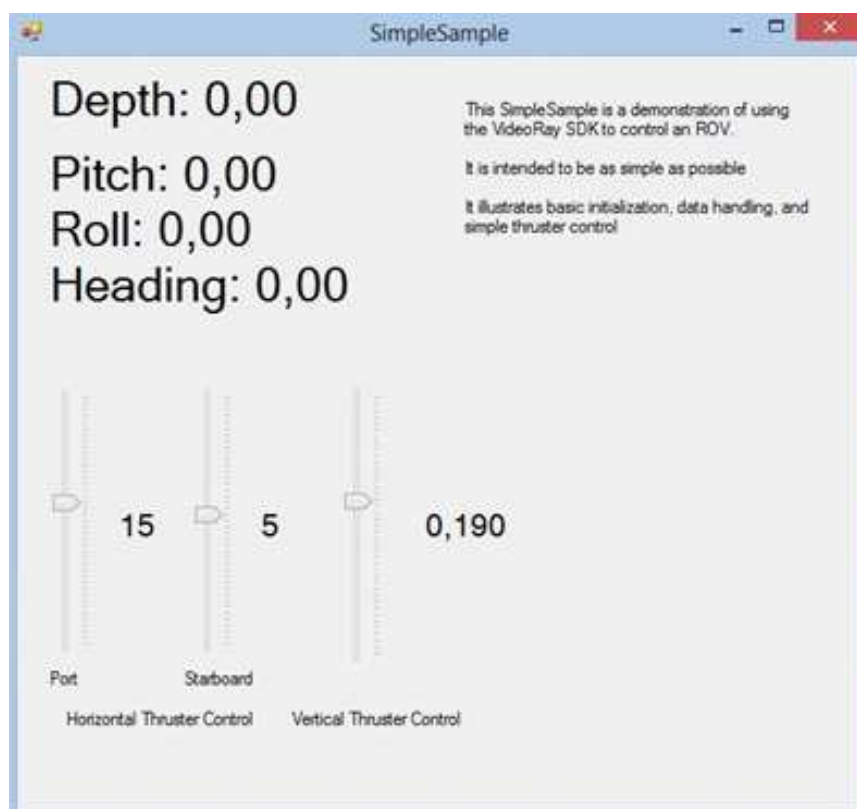 SimpleSample
Depth: 0,00
Pitch: 0,00
Roll: 0,00
Heading: 0,00
This SimpleSample is a demonstration of using
the VideoRay SDK to control an ROV.
It is intended to be as simple as possible
It illustrates basic initialization, data handling, and
simple thruster control
15
5
0,190
Port
Starboard
Horizontal Thruster Control
Vertical Thruster Control